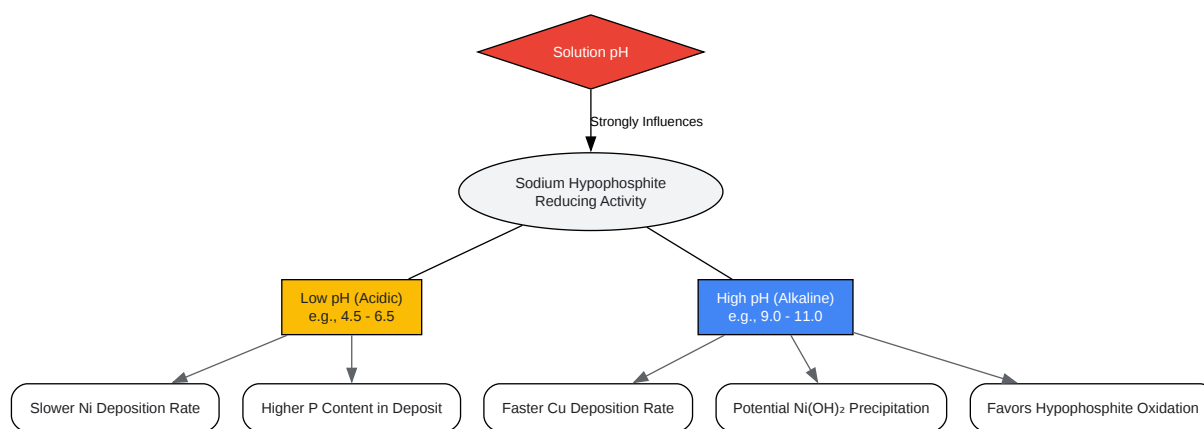 Solution pH
Strongly Influences
Sodium Hypophosphite
Reducing Activity
Low pH (Acidic)
e.g., 4.5 - 6.5
High pH (Alkaline)
e.g., 9.0 - 11.0
Slower Ni Deposition Rate
Higher P Content in Deposit
Faster Cu Deposition Rate
Potential Ni(OH)₂ Precipitation
Favors Hypophosphite Oxidation